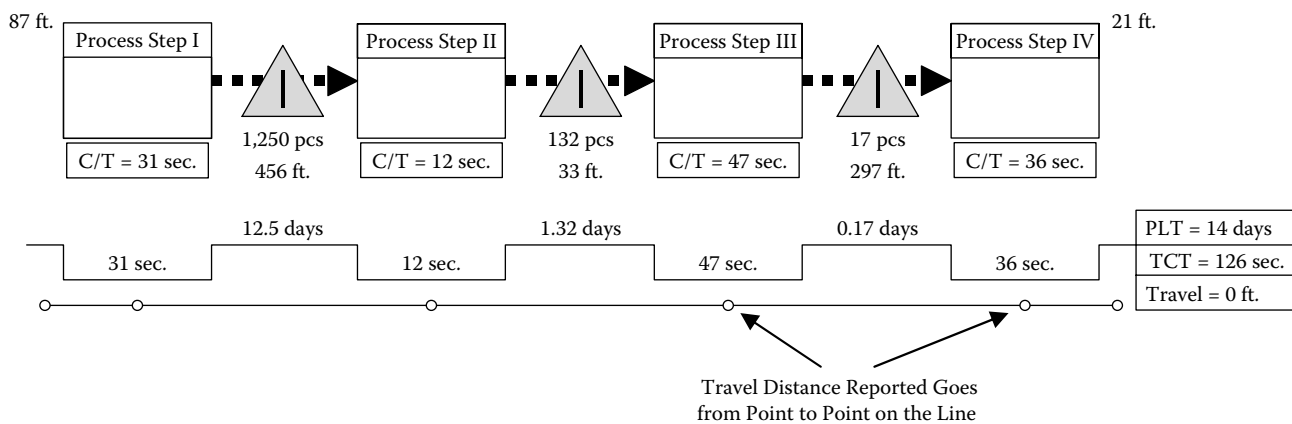 87 ft.
Process Step I
Process Step II
Process Step III
Process Step IV
21 ft.
1,250 pcs
132 pcs
17 pcs
C/T = 31 sec.
456 ft.
C/T = 12 sec.
33 ft.
C/T = 47 sec.
297 ft.
C/T = 36 sec.
12.5 days
1.32 days
0.17 days
PLT = 14 days
31 sec.
12 sec.
47 sec.
36 sec.
TCT = 126 sec.
Travel = 0 ft.
Travel Distance Reported Goes
from Point to Point on the Line